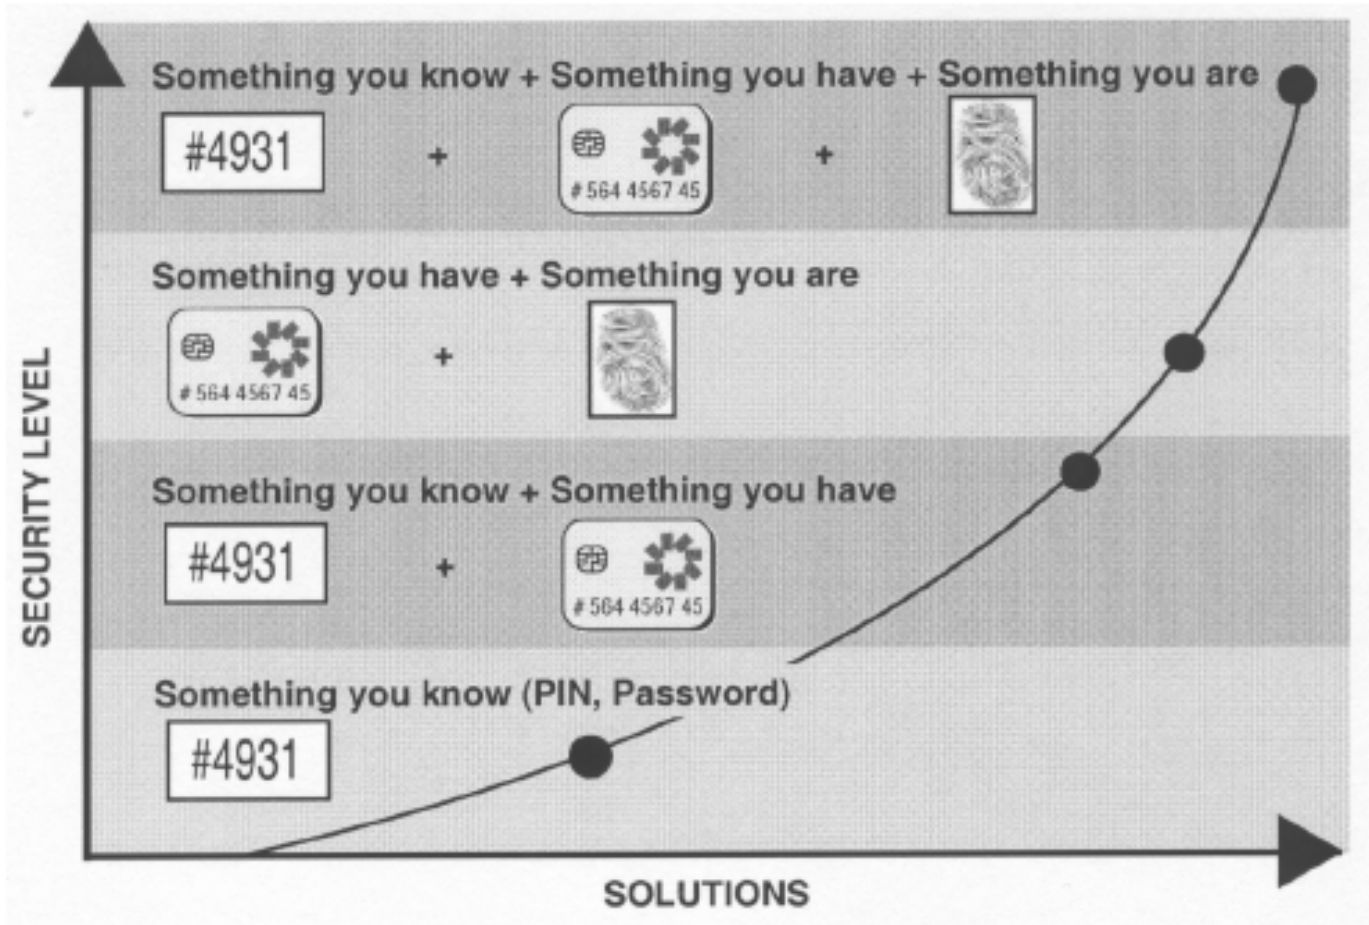 Something you know + Something you have + Something you are
#4931 + # 564 4567 45 +
Something you have + Something you are
# 564 4567 45 +
Something you know + Something you have
#4931 + # 564 4567 45
Something you know (PIN, Password)
#4931
SECURITY LEVEL
SOLUTIONS